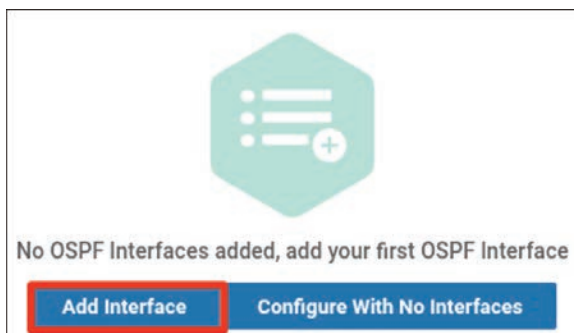 No OSPF Interfaces added, add your first OSPF Interface
Add Interface
Configure With No Interfaces